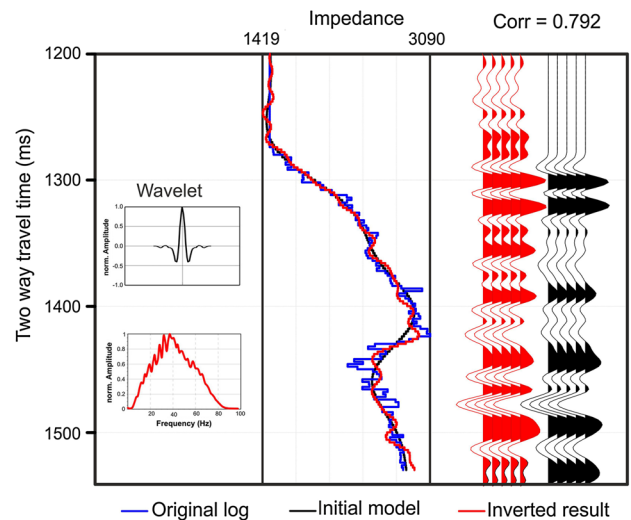 Impedance
Corr = 0.792
1419
3090
1200
1300
1400
1500
Two way travel time (ms)
Wavelet
norm. Amplitude
1.0
0.5
-0.0
-0.5
-1.0
norm. Amplitude
1
0.8
0.6
0.4
0.2
0
20 40 60 80 100
Frequency (Hz)
Original log
Initial model
Inverted result